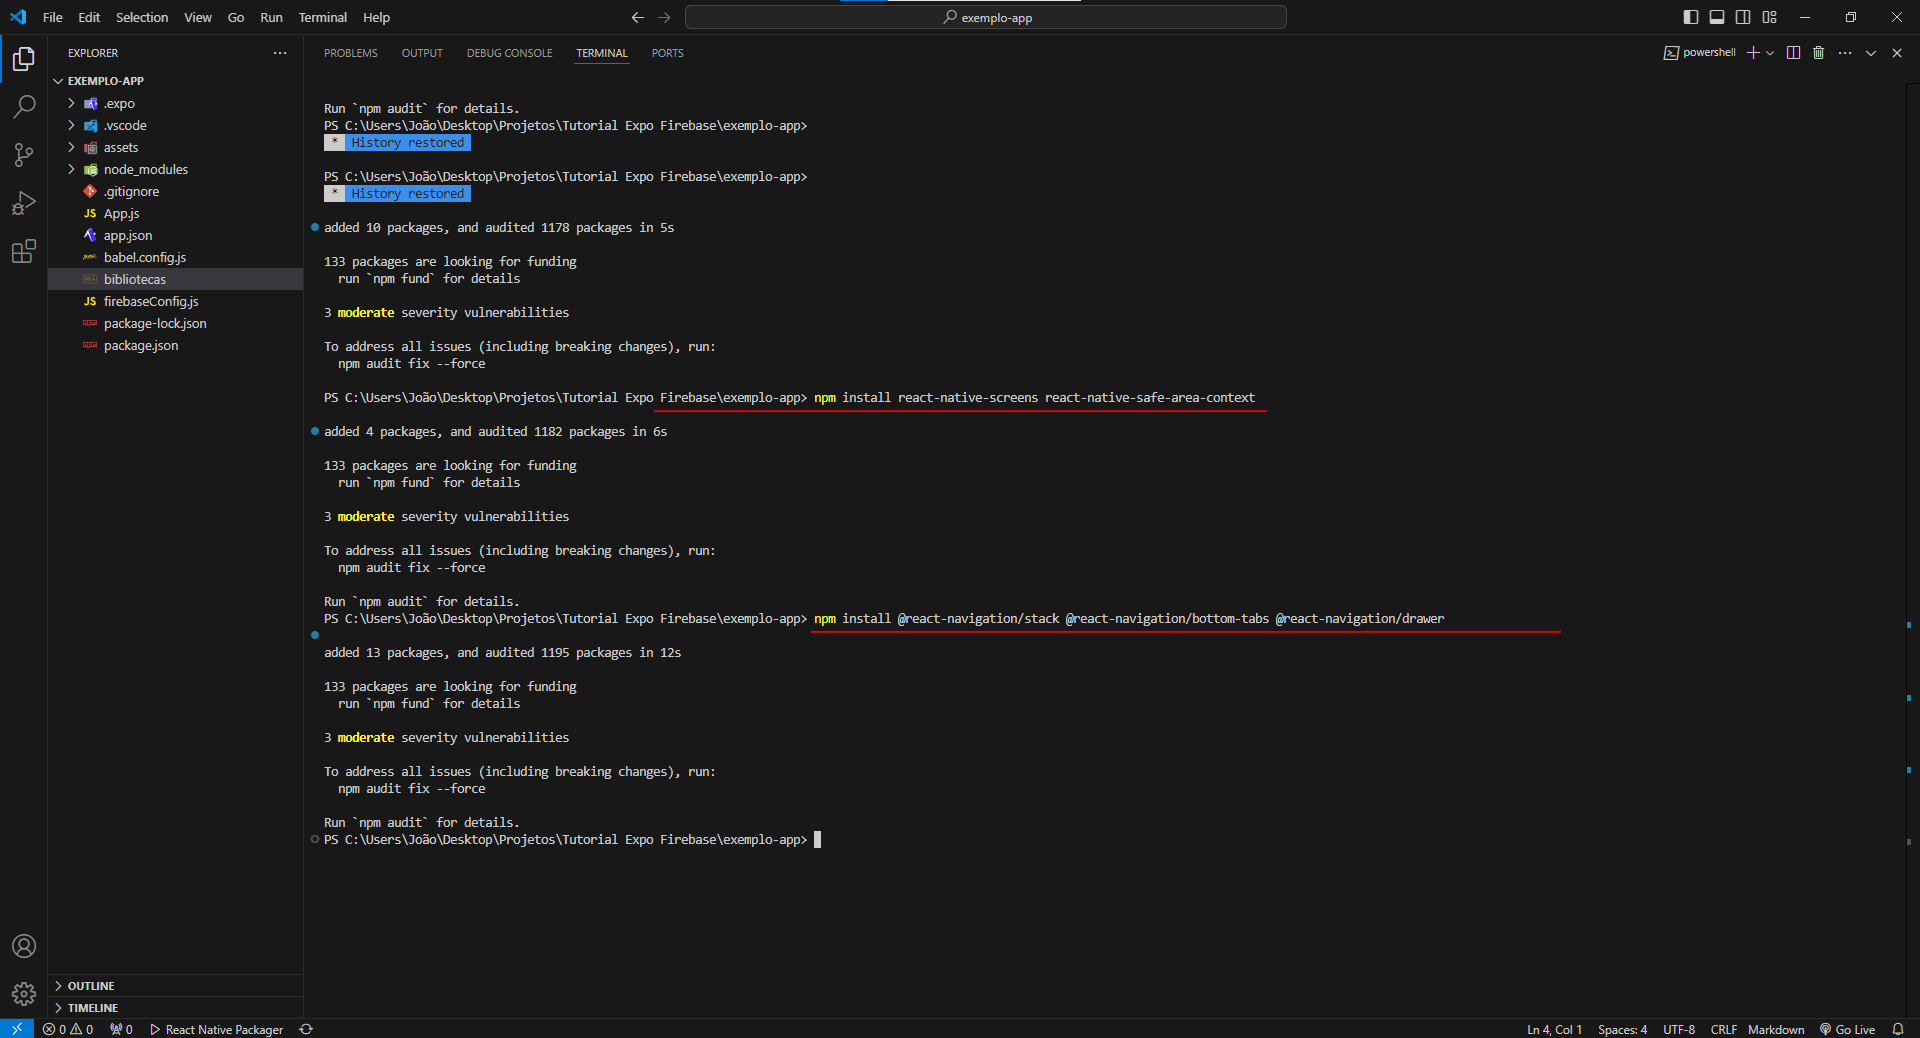 File Edit Selection View Go Run Terminal Help
exemplo-app
EXPLORER
EXEMPLO-APP
.expo
.vscode
assets
node_modules
.gitignore
JS App.js
app.json
babel.config.js
bibliotecas
JS firebaseConfig.js
package-lock.json
package.json
OUTLINE
TIMELINE
PROBLEMS OUTPUT DEBUG CONSOLE TERMINAL PORTS
powershell
Run `npm audit` for details.
PS C:\Users\João\Desktop\Projetos\Tutorial Expo Firebase\exemplo-app>
* History restored
PS C:\Users\João\Desktop\Projetos\Tutorial Expo Firebase\exemplo-app>
* History restored
added 10 packages, and audited 1178 packages in 5s
133 packages are looking for funding
run `npm fund` for details
3 moderate severity vulnerabilities
To address all issues (including breaking changes), run:
npm audit fix --force
PS C:\Users\João\Desktop\Projetos\Tutorial Expo Firebase\exemplo-app> npm install react-native-screens react-native-safe-area-context
added 4 packages, and audited 1182 packages in 6s
133 packages are looking for funding
run `npm fund` for details
3 moderate severity vulnerabilities
To address all issues (including breaking changes), run:
npm audit fix --force
Run `npm audit` for details.
PS C:\Users\João\Desktop\Projetos\Tutorial Expo Firebase\exemplo-app> npm install @react-navigation/stack @react-navigation/bottom-tabs @react-navigation/drawer
added 13 packages, and audited 1195 packages in 12s
133 packages are looking for funding
run `npm fund` for details
3 moderate severity vulnerabilities
To address all issues (including breaking changes), run:
npm audit fix --force
Run `npm audit` for details.
PS C:\Users\João\Desktop\Projetos\Tutorial Expo Firebase\exemplo-app>
0 0 0 React Native Packager Ln 4, Col 1 Spaces: 4 UTF-8 CRLF Markdown Go Live